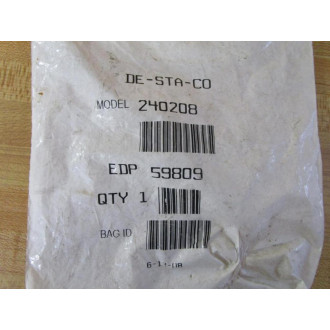 DE-STA-CO
MODEL 240208
EDP 59809
QTY 1
BAG ID